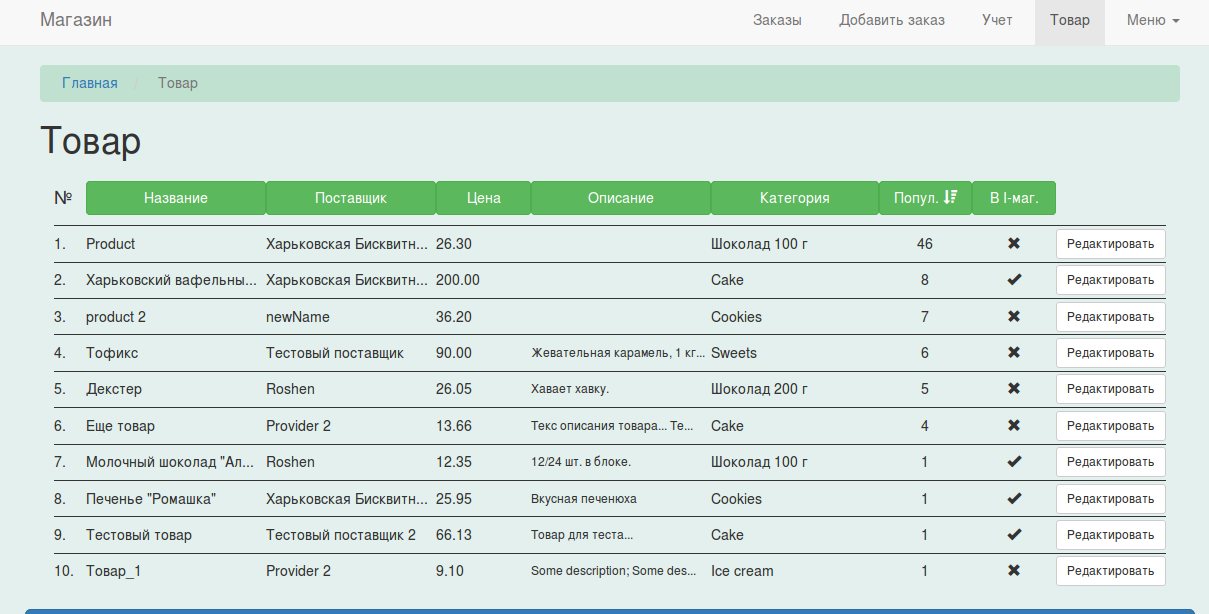 Магазин Заказы Добавить заказ Учет Товар Меню
Главная / Товар
Товар
№ Название Поставщик Цена Описание Категория Попул. В I-маг.
1. Product Харьковская Бисквитн... 26.30 Шоколад 100 г 46 ✖ Редактировать
2. Харьковский вафельны... Харьковская Бисквитн... 200.00 Cake 8 ✔ Редактировать
3. product 2 newName 36.20 Cookies 7 ✖ Редактировать
4. Тофикс Тестовый поставщик 90.00 Жевательная карамель, 1 кг... Sweets 6 ✖ Редактировать
5. Декстер Roshen 26.05 Хавает хавку. Шоколад 200 г 5 ✖ Редактировать
6. Еще товар Provider 2 13.66 Текс описания товара... Те... Cake 4 ✖ Редактировать
7. Молочный шоколад "Ал... Roshen 12.35 12/24 шт. в блоке. Шоколад 100 г 1 ✔ Редактировать
8. Печенье "Ромашка" Харьковская Бисквитн... 25.95 Вкусная печенюха Cookies 1 ✔ Редактировать
9. Тестовый товар Тестовый поставщик 2 66.13 Товар для теста... Cake 1 ✔ Редактировать
10. Товар_1 Provider 2 9.10 Some description; Some des... Ice cream 1 ✖ Редактировать